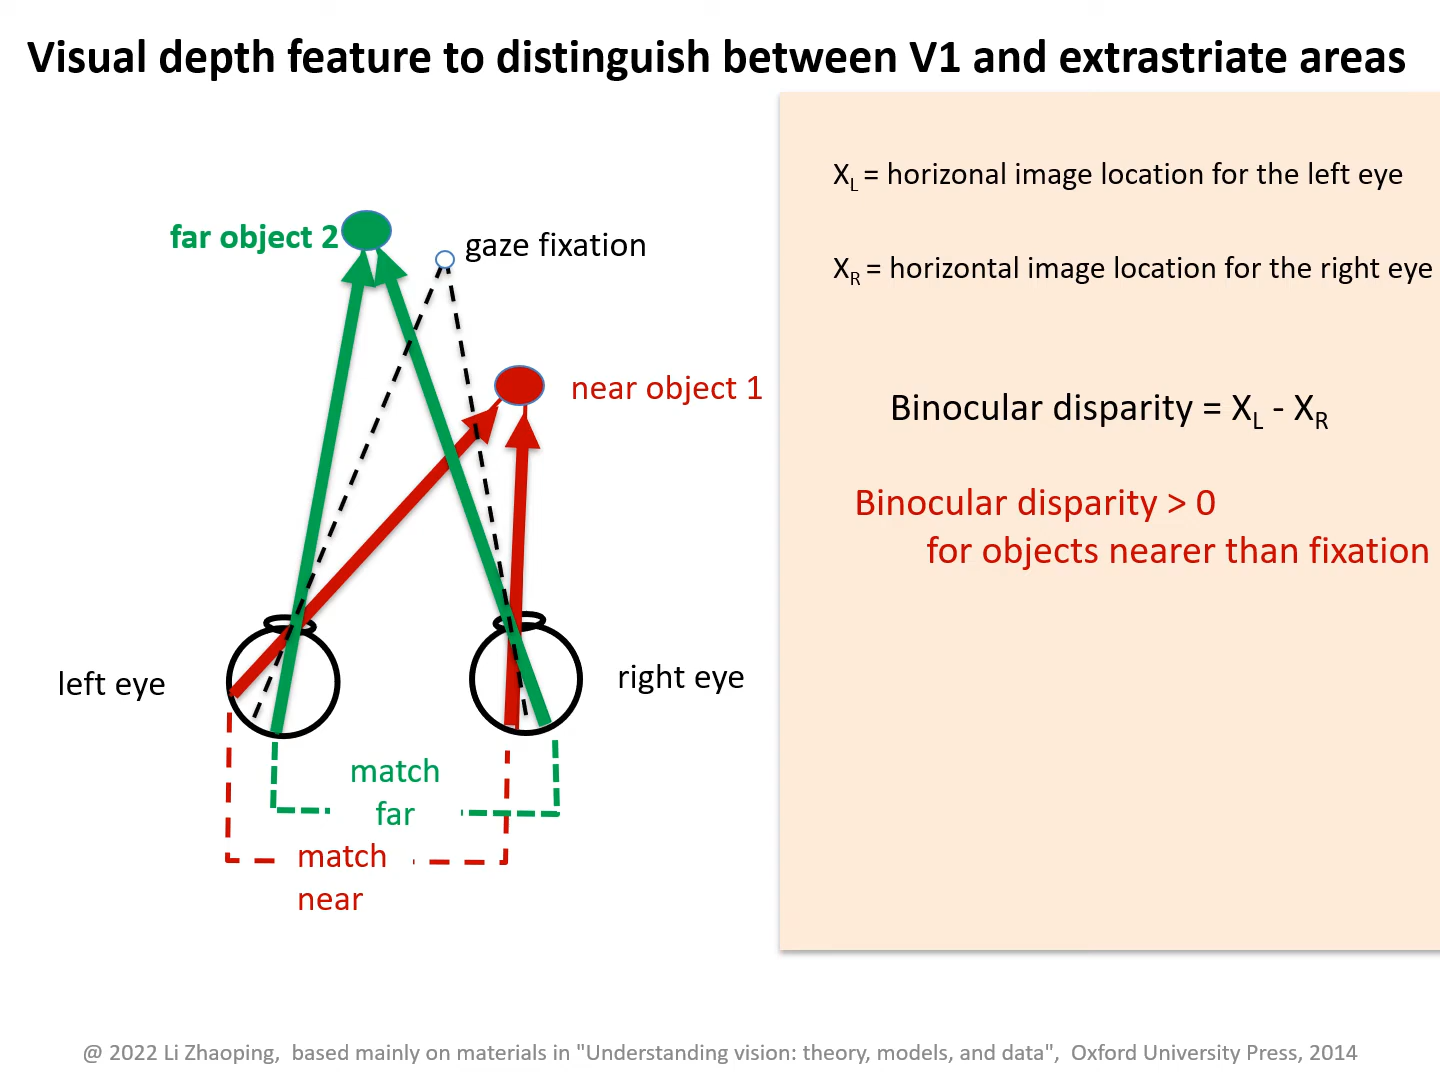 Visual depth feature to distinguish between V1 and extrastriate areas
far object 2
gaze fixation
near object 1
left eye
right eye
match
far
match
near
XL = horizonal image location for the left eye
XR = horizontal image location for the right eye
Binocular disparity = XL - XR
Binocular disparity > 0
for objects nearer than fixation
@ 2022 Li Zhaoping, based mainly on materials in "Understanding vision: theory, models, and data", Oxford University Press, 2014